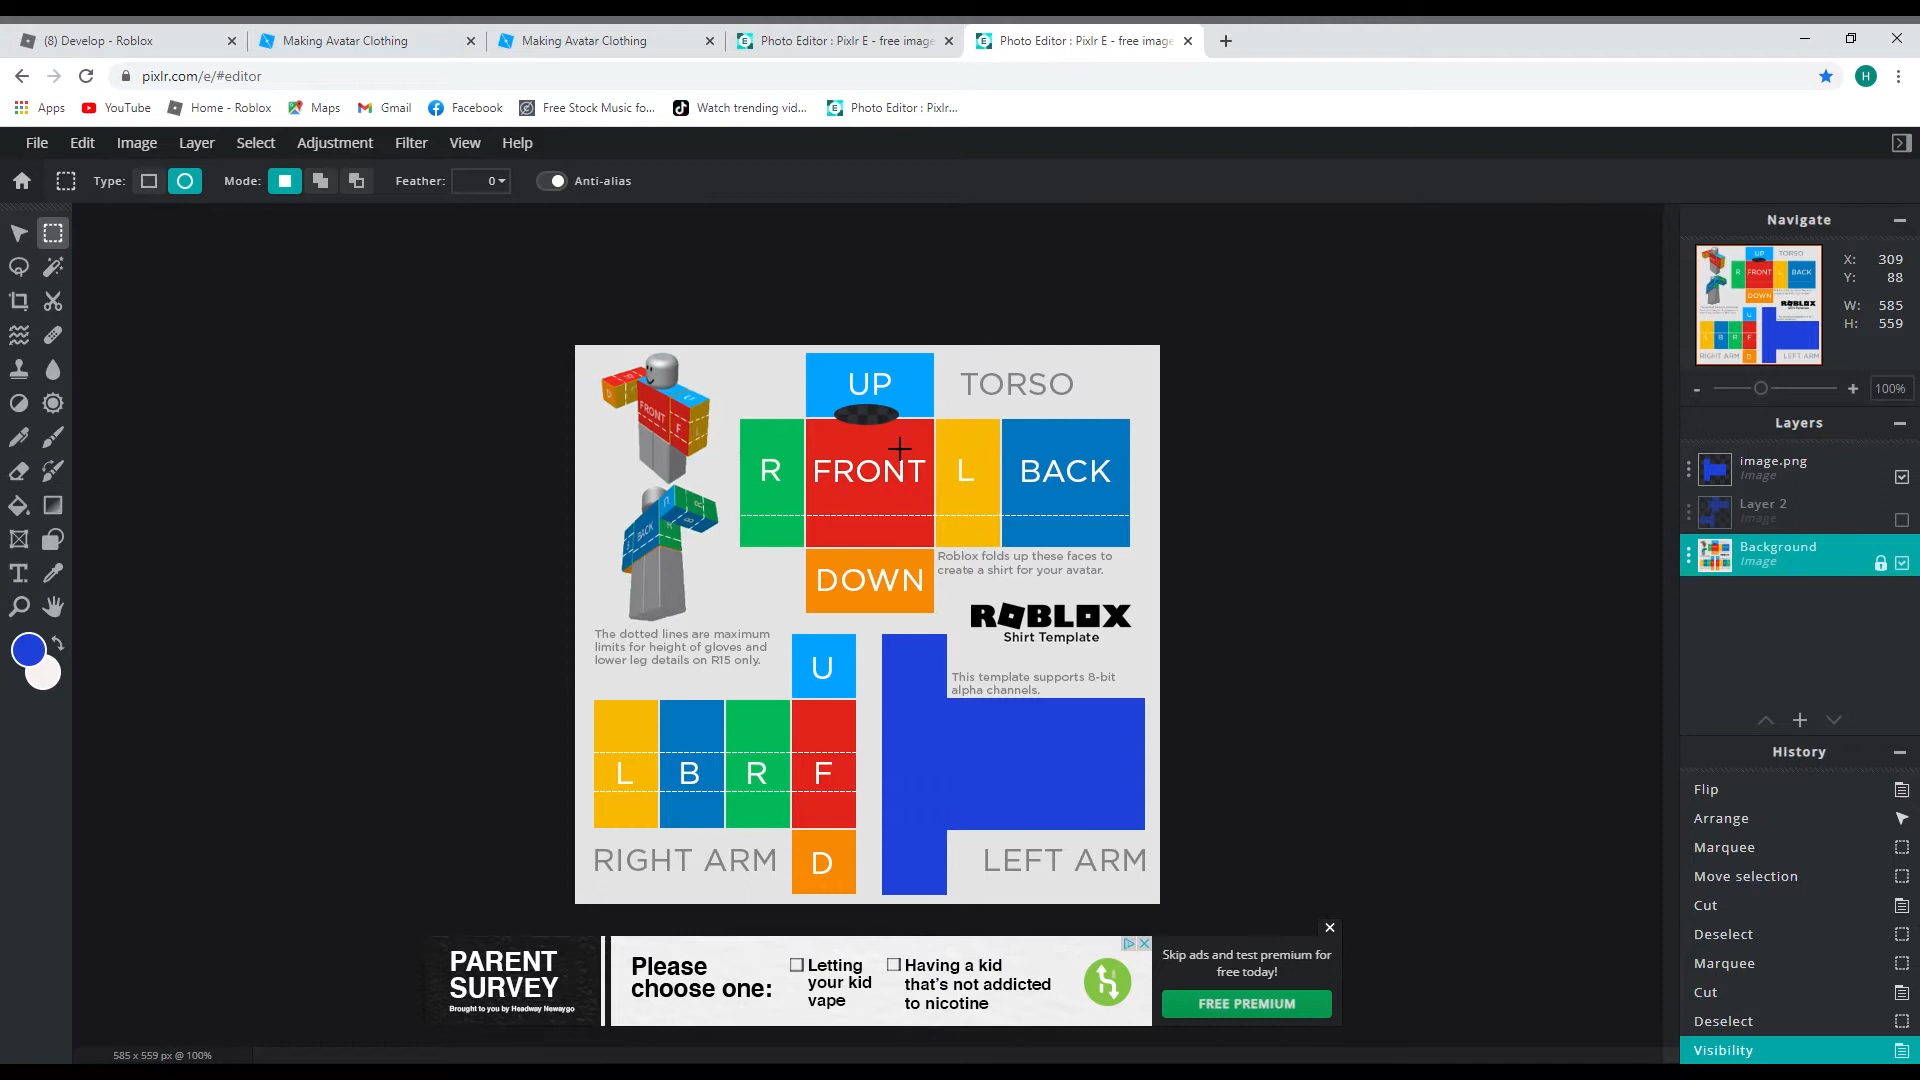 (8) Develop - Roblox
Making Avatar Clothing
Making Avatar Clothing
Photo Editor : Pixlr E - free image
Photo Editor : Pixlr E - free image
pixlr.com/e/#editor
H
Apps
YouTube
Home - Roblox
Maps
Gmail
Facebook
Free Stock Music fo...
Watch trending vid...
Photo Editor : Pixlr...
File Edit Image Layer Select Adjustment Filter View Help
Type:
Mode:
Feather: 0
Anti-alias
Navigate
X: 309
Y: 88
W: 585
H: 559
- + 100%
Layers
image.png
Image
Layer 2
Image
Background
Image
History
Flip
Arrange
Marquee
Move selection
Cut
Deselect
Marquee
Cut
Deselect
Visibility
UP TORSO
R FRONT L BACK
DOWN
Roblox folds up these faces to
create a shirt for your avatar.
FRONT
F
BACK
ROBLOX
Shirt Template
The dotted lines are maximum
limits for height of gloves and
lower leg details on R15 only.
This template supports 8-bit
alpha channels.
U
L B R F
RIGHT ARM D LEFT ARM
PARENT
SURVEY
Brought to you by Headway Newaygo
Please
choose one:
Letting
your kid
vape
Having a kid
that's not addicted
to nicotine
Skip ads and test premium for
free today!
FREE PREMIUM
585 x 559 px @ 100%